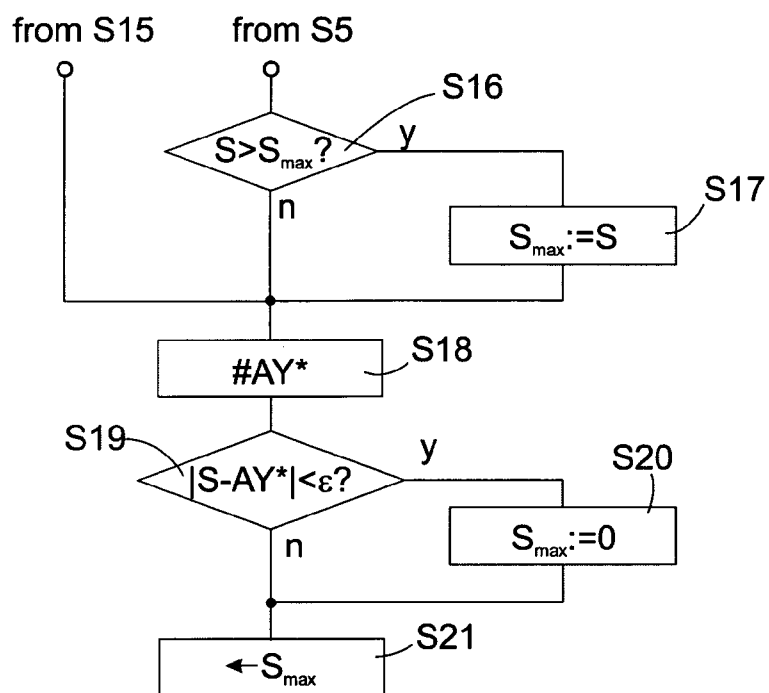 from S15
from S5
S16
S>Smax?
y
n
S17
Smax:=S
#AY*
S18
S19
|S-AY*|<ε?
y
n
S20
Smax:=0
S21
←Smax